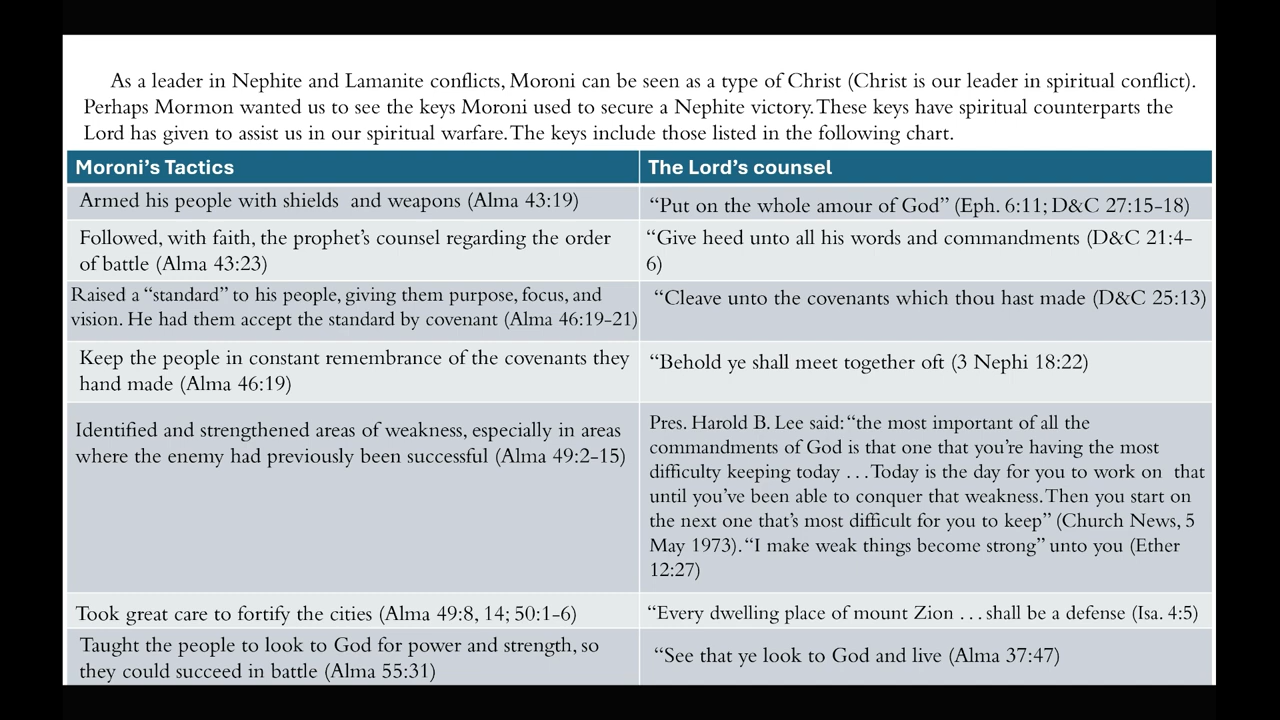 As a leader in Nephite and Lamanite conflicts, Moroni can be seen as a type of Christ (Christ is our leader in spiritual conflict).
Perhaps Mormon wanted us to see the keys Moroni used to secure a Nephite victory. These keys have spiritual counterparts the
Lord has given to assist us in our spiritual warfare. The keys include those listed in the following chart.
Moroni's Tactics
The Lord's counsel
Armed his people with shields and weapons (Alma 43:19)
“Put on the whole amour of God” (Eph. 6:11; D&C 27:15-18)
Followed, with faith, the prophet's counsel regarding the order
of battle (Alma 43:23)
“Give heed unto all his words and commandments (D&C 21:4-
6)
Raised a “standard” to his people, giving them purpose, focus, and
vision. He had them accept the standard by covenant (Alma 46:19-21)
“Cleave unto the covenants which thou hast made (D&C 25:13)
Keep the people in constant remembrance of the covenants they
hand made (Alma 46:19)
“Behold ye shall meet together oft (3 Nephi 18:22)
Identified and strengthened areas of weakness, especially in areas
where the enemy had previously been successful (Alma 49:2-15)
Pres. Harold B. Lee said: “the most important of all the
commandments of God is that one that you're having the most
difficulty keeping today . . . Today is the day for you to work on that
until you've been able to conquer that weakness. Then you start on
the next one that's most difficult for you to keep” (Church News, 5
May 1973). “I make weak things become strong” unto you (Ether
12:27)
Took great care to fortify the cities (Alma 49:8, 14; 50:1-6)
“Every dwelling place of mount Zion . . . shall be a defense (Isa. 4:5)
Taught the people to look to God for power and strength, so
they could succeed in battle (Alma 55:31)
“See that ye look to God and live (Alma 37:47)